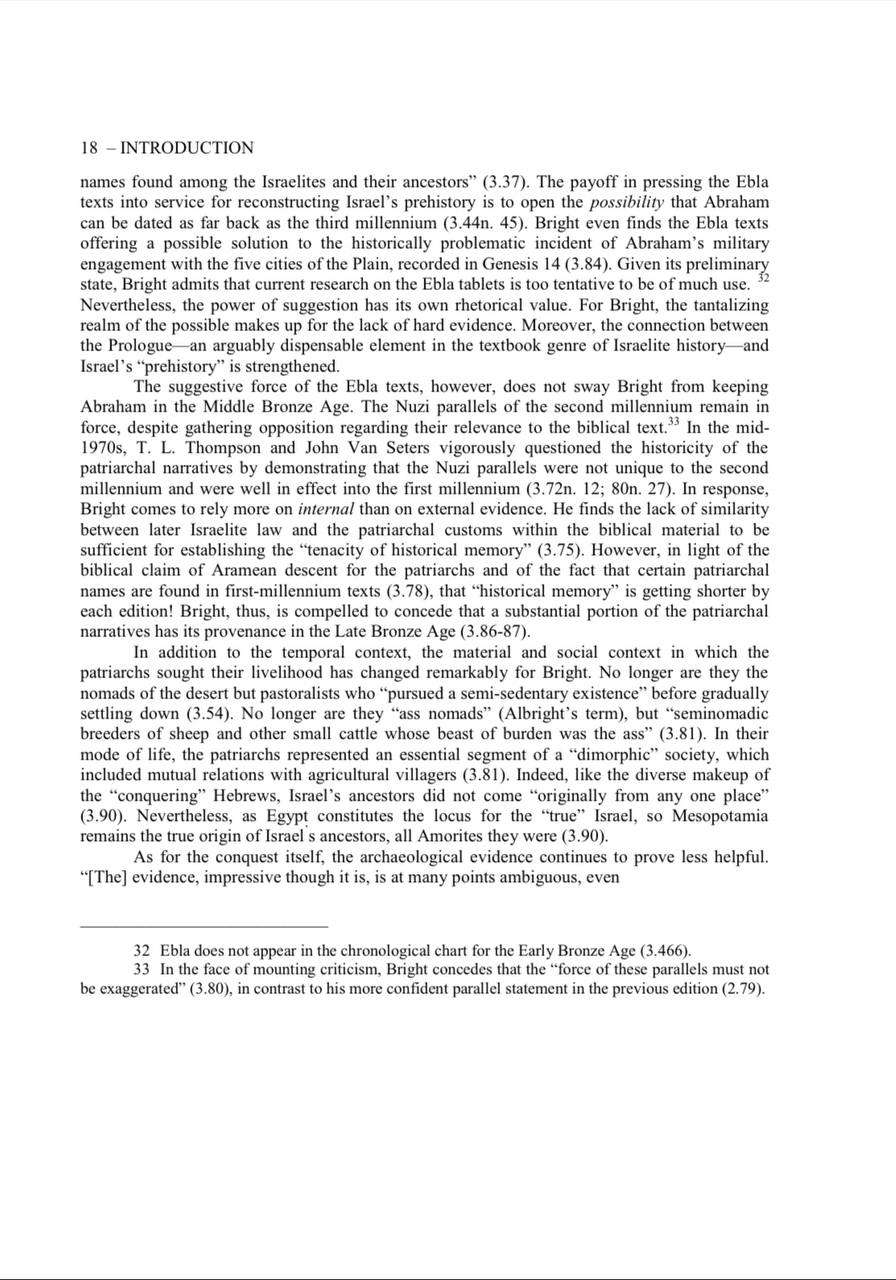 18 – INTRODUCTION
names found among the Israelites and their ancestors” (3.37). The payoff in pressing the Ebla
texts into service for reconstructing Israel’s prehistory is to open the possibility that Abraham
can be dated as far back as the third millennium (3.44n. 45). Bright even finds the Ebla texts
offering a possible solution to the historically problematic incident of Abraham’s military
engagement with the five cities of the Plain, recorded in Genesis 14 (3.84). Given its preliminary
state, Bright admits that current research on the Ebla tablets is too tentative to be of much use. 32
Nevertheless, the power of suggestion has its own rhetorical value. For Bright, the tantalizing
realm of the possible makes up for the lack of hard evidence. Moreover, the connection between
the Prologue—an arguably dispensable element in the textbook genre of Israelite history—and
Israel’s “prehistory” is strengthened.
The suggestive force of the Ebla texts, however, does not sway Bright from keeping
Abraham in the Middle Bronze Age. The Nuzi parallels of the second millennium remain in
force, despite gathering opposition regarding their relevance to the biblical text.33 In the mid-
1970s, T. L. Thompson and John Van Seters vigorously questioned the historicity of the
patriarchal narratives by demonstrating that the Nuzi parallels were not unique to the second
millennium and were well in effect into the first millennium (3.72n. 12; 80n. 27). In response,
Bright comes to rely more on internal than on external evidence. He finds the lack of similarity
between later Israelite law and the patriarchal customs within the biblical material to be
sufficient for establishing the “tenacity of historical memory” (3.75). However, in light of the
biblical claim of Aramean descent for the patriarchs and of the fact that certain patriarchal
names are found in first-millennium texts (3.78), that “historical memory” is getting shorter by
each edition! Bright, thus, is compelled to concede that a substantial portion of the patriarchal
narratives has its provenance in the Late Bronze Age (3.86-87).
In addition to the temporal context, the material and social context in which the
patriarchs sought their livelihood has changed remarkably for Bright. No longer are they the
nomads of the desert but pastoralists who “pursued a semi-sedentary existence” before gradually
settling down (3.54). No longer are they “ass nomads” (Albright’s term), but “seminomadic
breeders of sheep and other small cattle whose beast of burden was the ass” (3.81). In their
mode of life, the patriarchs represented an essential segment of a “dimorphic” society, which
included mutual relations with agricultural villagers (3.81). Indeed, like the diverse makeup of
the “conquering” Hebrews, Israel’s ancestors did not come “originally from any one place”
(3.90). Nevertheless, as Egypt constitutes the locus for the “true” Israel, so Mesopotamia
remains the true origin of Israel s ancestors, all Amorites they were (3.90).
As for the conquest itself, the archaeological evidence continues to prove less helpful.
“[The] evidence, impressive though it is, is at many points ambiguous, even
32 Ebla does not appear in the chronological chart for the Early Bronze Age (3.466).
33 In the face of mounting criticism, Bright concedes that the “force of these parallels must not
be exaggerated” (3.80), in contrast to his more confident parallel statement in the previous edition (2.79).